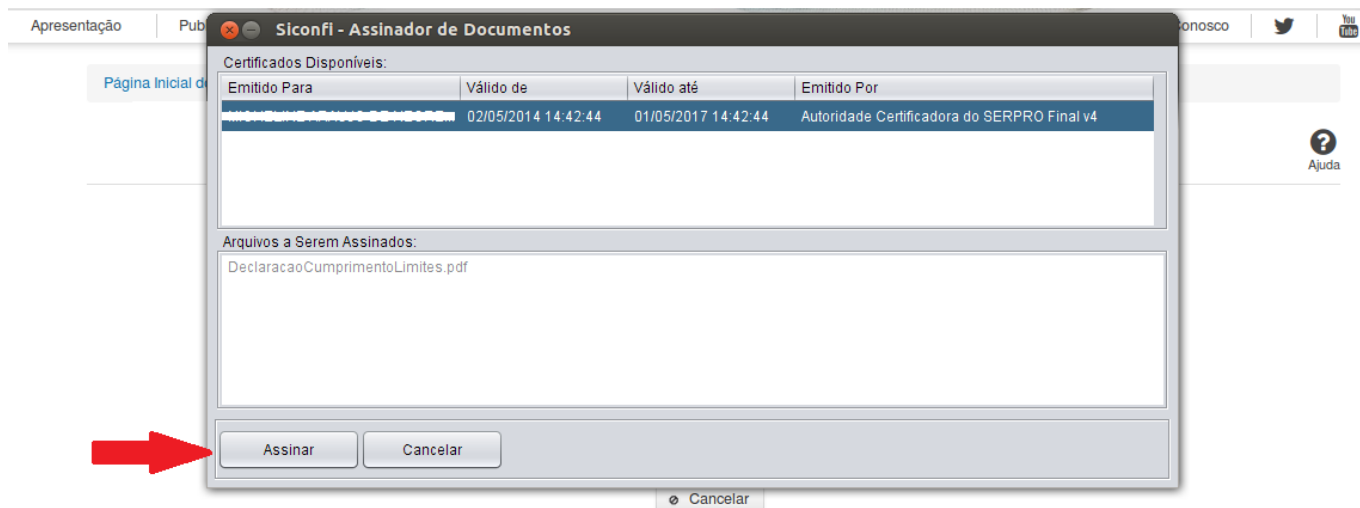 Apresentação
Pub
Siconfi - Assinador de Documentos
onosco
You Tube
Página Inicial d
Certificados Disponíveis:
Emitido Para Válido de Válido até Emitido Por
02/05/2014 14:42:44 01/05/2017 14:42:44 Autoridade Certificadora do SERPRO Final v4
?
Ajuda
Arquivos a Serem Assinados:
DeclaracaoCumprimentoLimites.pdf
Assinar Cancelar
Cancelar